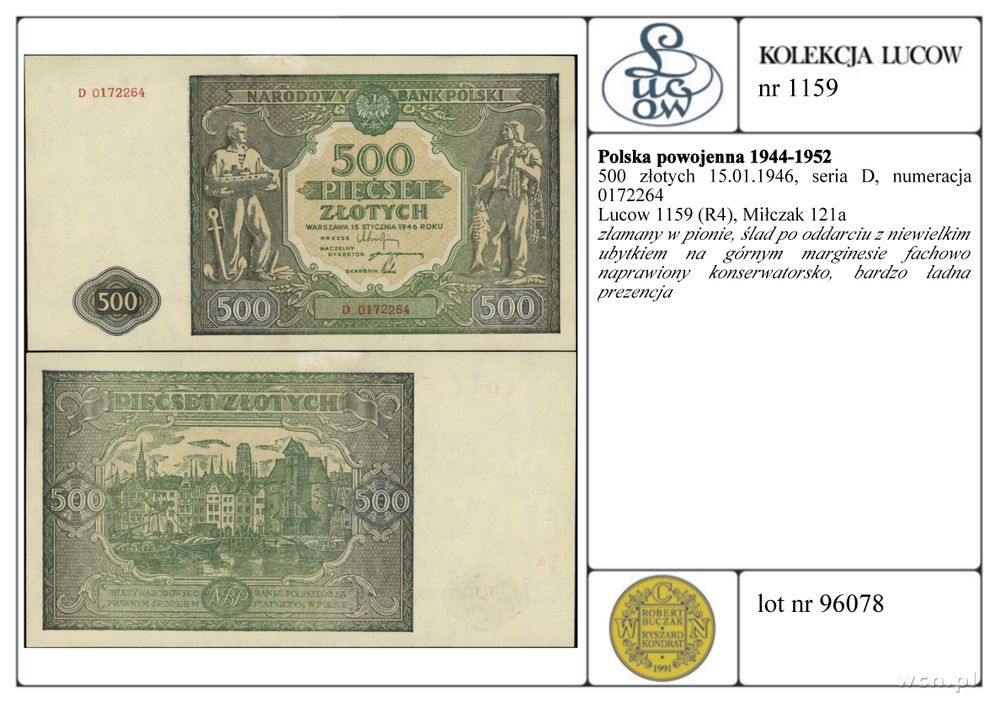 D 0172264
NARODOWY BANK POLSKI
500
PIĘĆSET
ZŁOTYCH
WARSZAWA 15 STYCZNIA 1946 ROKU
PREZES
NACZELNY
DYREKTOR
SKARBNIK
500
500
D 0172264
500
PIĘĆSET ZŁOTYCH
500
500
BILETY NARODOWEGO BANKU POLSKIEGO SĄ
PRAWNYM ŚRODKIEM PŁATNICZYM W POLSCE
NBP
Lucow
KOLEKCJA LUCOW
nr 1159
Polska powojenna 1944-1952
500 złotych 15.01.1946, seria D, numeracja
0172264
Lucow 1159 (R4), Miłczak 121a
złamany w pionie, ślad po oddarciu z niewielkim
ubytkiem na górnym marginesie fachowo
naprawiony konserwatorsko, bardzo ładna
prezencja
WCN
ROBERT
BUCZAK
RYSZARD
KONDRAT
1991
lot nr 96078
wcn.pl